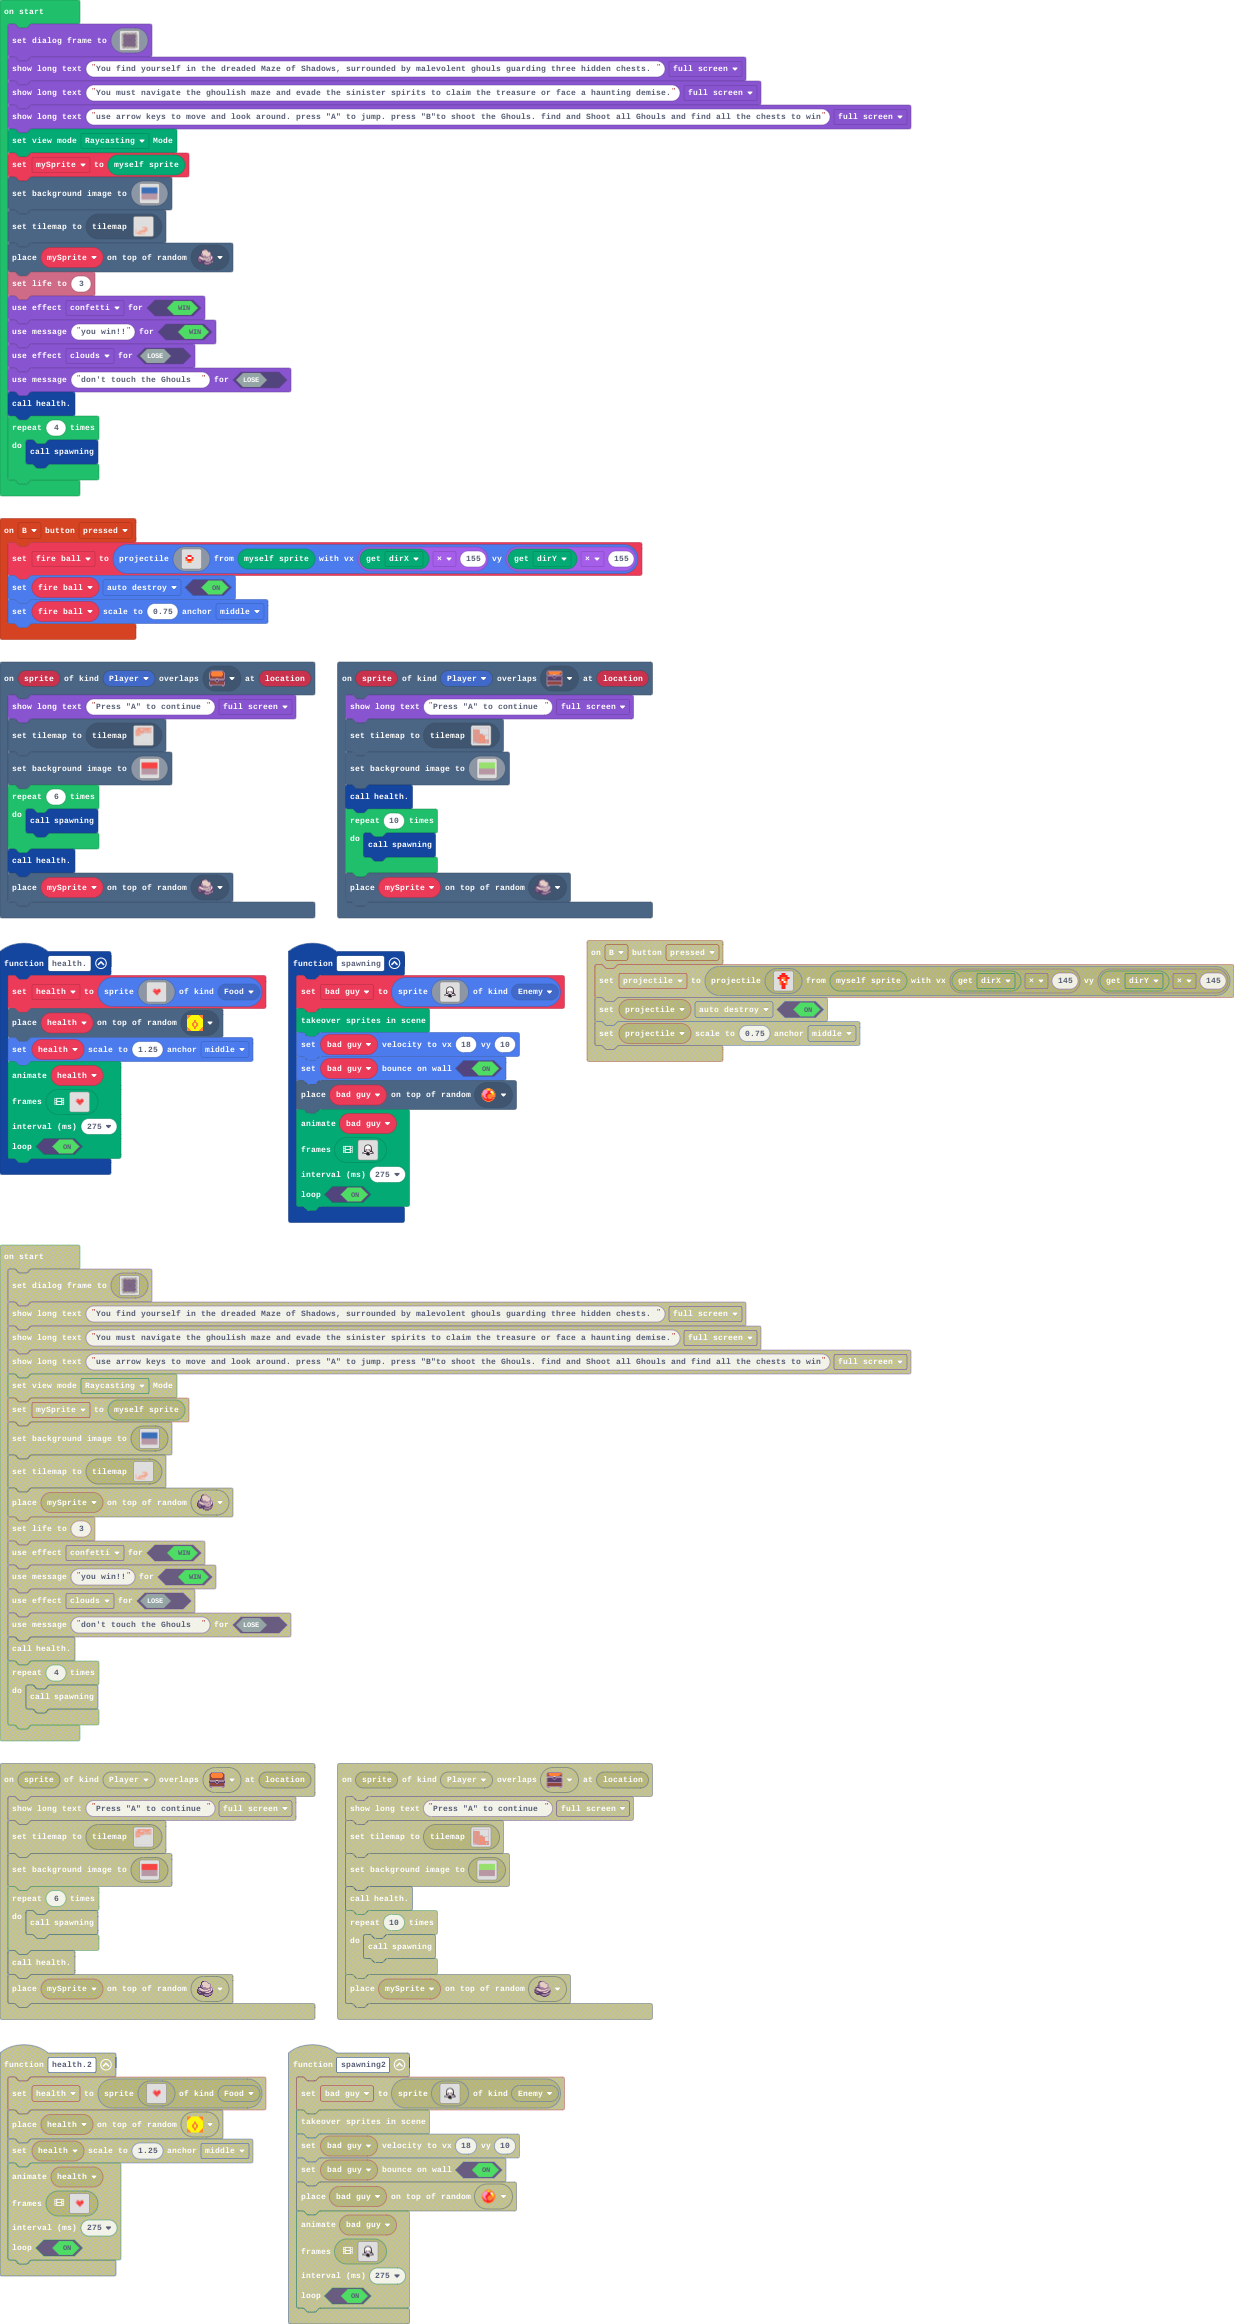 on start
set dialog frame to
show long text "You find yourself in the dreaded Maze of Shadows, surrounded by malevolent ghouls guarding three hidden chests. " full screen
show long text "You must navigate the ghoulish maze and evade the sinister spirits to claim the treasure or face a haunting demise." full screen
show long text "use arrow keys to move and look around. press "A" to jump. press "B"to shoot the Ghouls. find and Shoot all Ghouls and find all the chests to win" full screen
set view mode Raycasting Mode
set mySprite to myself sprite
set background image to
set tilemap to tilemap
place mySprite on top of random
set life to 3
use effect confetti for WIN
use message "you win!!" for WIN
use effect clouds for LOSE
use message "don't touch the Ghouls " for LOSE
call health.
repeat 4 times
do
call spawning
on B button pressed
set fire ball to projectile from myself sprite with vx get dirX × 155 vy get dirY × 155
set fire ball auto destroy ON
set fire ball scale to 0.75 anchor middle
on sprite of kind Player overlaps at location
show long text "Press "A" to continue " full screen
set tilemap to tilemap
set background image to
repeat 6 times
do
call spawning
call health.
place mySprite on top of random
on sprite of kind Player overlaps at location
show long text "Press "A" to continue " full screen
set tilemap to tilemap
set background image to
call health.
repeat 10 times
do
call spawning
place mySprite on top of random
function health.
set health to sprite of kind Food
place health on top of random
set health scale to 1.25 anchor middle
animate health
frames
interval (ms) 275
loop ON
function spawning
set bad guy to sprite of kind Enemy
takeover sprites in scene
set bad guy velocity to vx 18 vy 10
set bad guy bounce on wall ON
place bad guy on top of random
animate bad guy
frames
interval (ms) 275
loop ON
on B button pressed
set projectile to projectile from myself sprite with vx get dirX × 145 vy get dirY × 145
set projectile auto destroy ON
set projectile scale to 0.75 anchor middle
on start
set dialog frame to
show long text "You find yourself in the dreaded Maze of Shadows, surrounded by malevolent ghouls guarding three hidden chests. " full screen
show long text "You must navigate the ghoulish maze and evade the sinister spirits to claim the treasure or face a haunting demise." full screen
show long text "use arrow keys to move and look around. press "A" to jump. press "B"to shoot the Ghouls. find and Shoot all Ghouls and find all the chests to win" full screen
set view mode Raycasting Mode
set mySprite to myself sprite
set background image to
set tilemap to tilemap
place mySprite on top of random
set life to 3
use effect confetti for WIN
use message "you win!!" for WIN
use effect clouds for LOSE
use message "don't touch the Ghouls " for LOSE
call health.
repeat 4 times
do
call spawning
on sprite of kind Player overlaps at location
show long text "Press "A" to continue " full screen
set tilemap to tilemap
set background image to
repeat 6 times
do
call spawning
call health.
place mySprite on top of random
on sprite of kind Player overlaps at location
show long text "Press "A" to continue " full screen
set tilemap to tilemap
set background image to
call health.
repeat 10 times
do
call spawning
place mySprite on top of random
function health.2
set health to sprite of kind Food
place health on top of random
set health scale to 1.25 anchor middle
animate health
frames
interval (ms) 275
loop ON
function spawning2
set bad guy to sprite of kind Enemy
takeover sprites in scene
set bad guy velocity to vx 18 vy 10
set bad guy bounce on wall ON
place bad guy on top of random
animate bad guy
frames
interval (ms) 275
loop ON